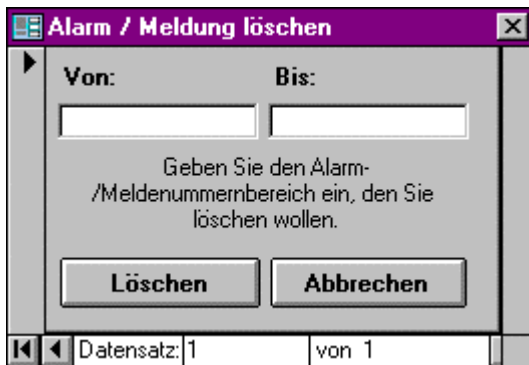 Alarm / Meldung löschen
Von: Bis:
Geben Sie den Alarm-
/Meldenummernbereich ein, den Sie
löschen wollen.
Löschen Abbrechen
Datensatz: 1 von 1